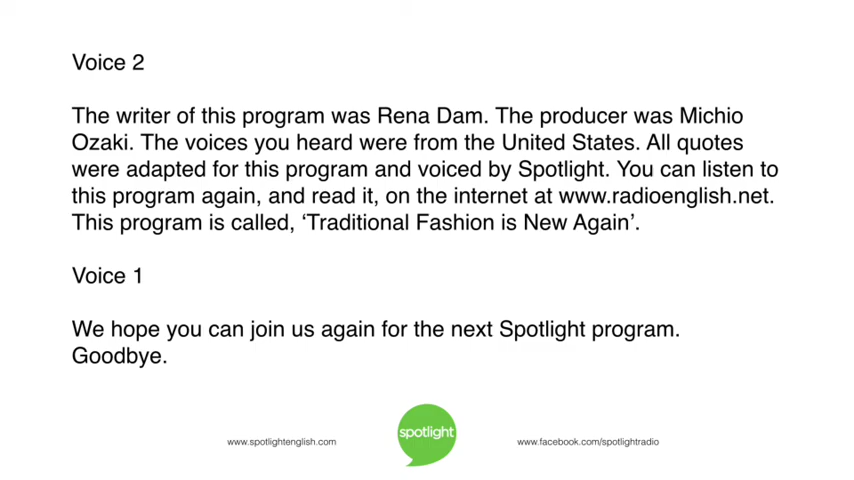 Voice 2
The writer of this program was Rena Dam. The producer was Michio
Ozaki. The voices you heard were from the United States. All quotes
were adapted for this program and voiced by Spotlight. You can listen to
this program again, and read it, on the internet at www.radioenglish.net.
This program is called, ‘Traditional Fashion is New Again’.
Voice 1
We hope you can join us again for the next Spotlight program.
Goodbye.
www.spotlightenglish.com
spotlight
www.facebook.com/spotlightradio